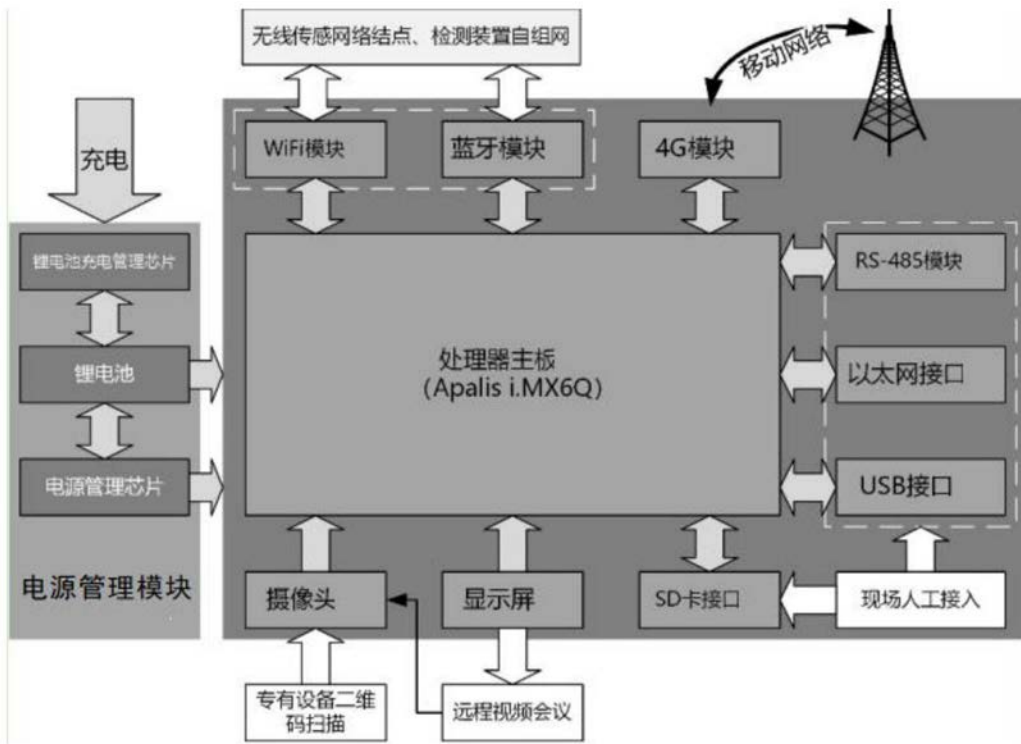 无线传感网络结点、检测装置自组网
移动网络
充电
WiFi模块
蓝牙模块
4G模块
锂电池充电管理芯片
锂电池
电源管理芯片
电源管理模块
处理器主板
（Apalis i.MX6Q）
RS-485模块
以太网接口
USB接口
摄像头
显示屏
SD卡接口
现场人工接入
专有设备二维
码扫描
远程视频会议